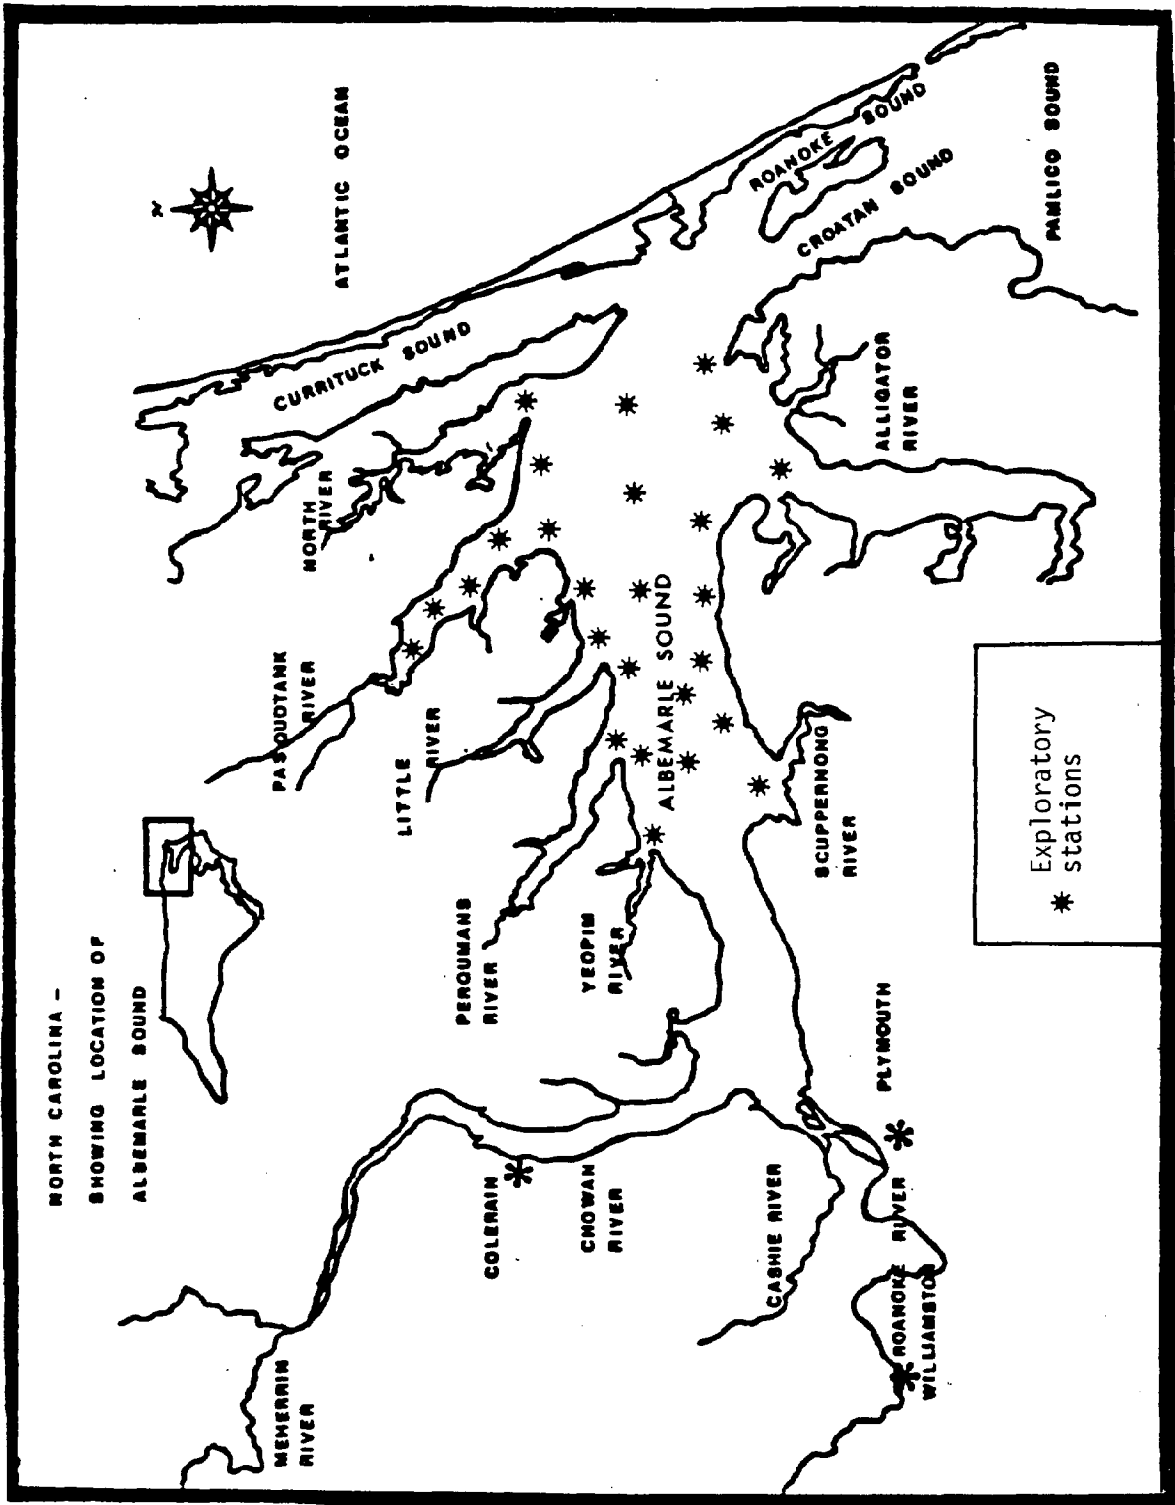 NORTH CAROLINA -
SHOWING LOCATION OF
ALBEMARLE SOUND
N
ATLANTIC OCEAN
CURRITUCK SOUND
NORTH
RIVER
PASQUOTANK
RIVER
LITTLE
RIVER
PERQUMANS
RIVER
YEOPIM
RIVER
MEHERRIN
RIVER
COLERAIN
CHOWAN
RIVER
CASHIE RIVER
ROANOKE RIVER
WILLIAMSTON
PLYMOUTH
ALBEMARLE SOUND
SCUPPERNONG
RIVER
ALLIGATOR
RIVER
ROANOKE SOUND
CROATAN SOUND
PAMLICO SOUND
Exploratory
stations